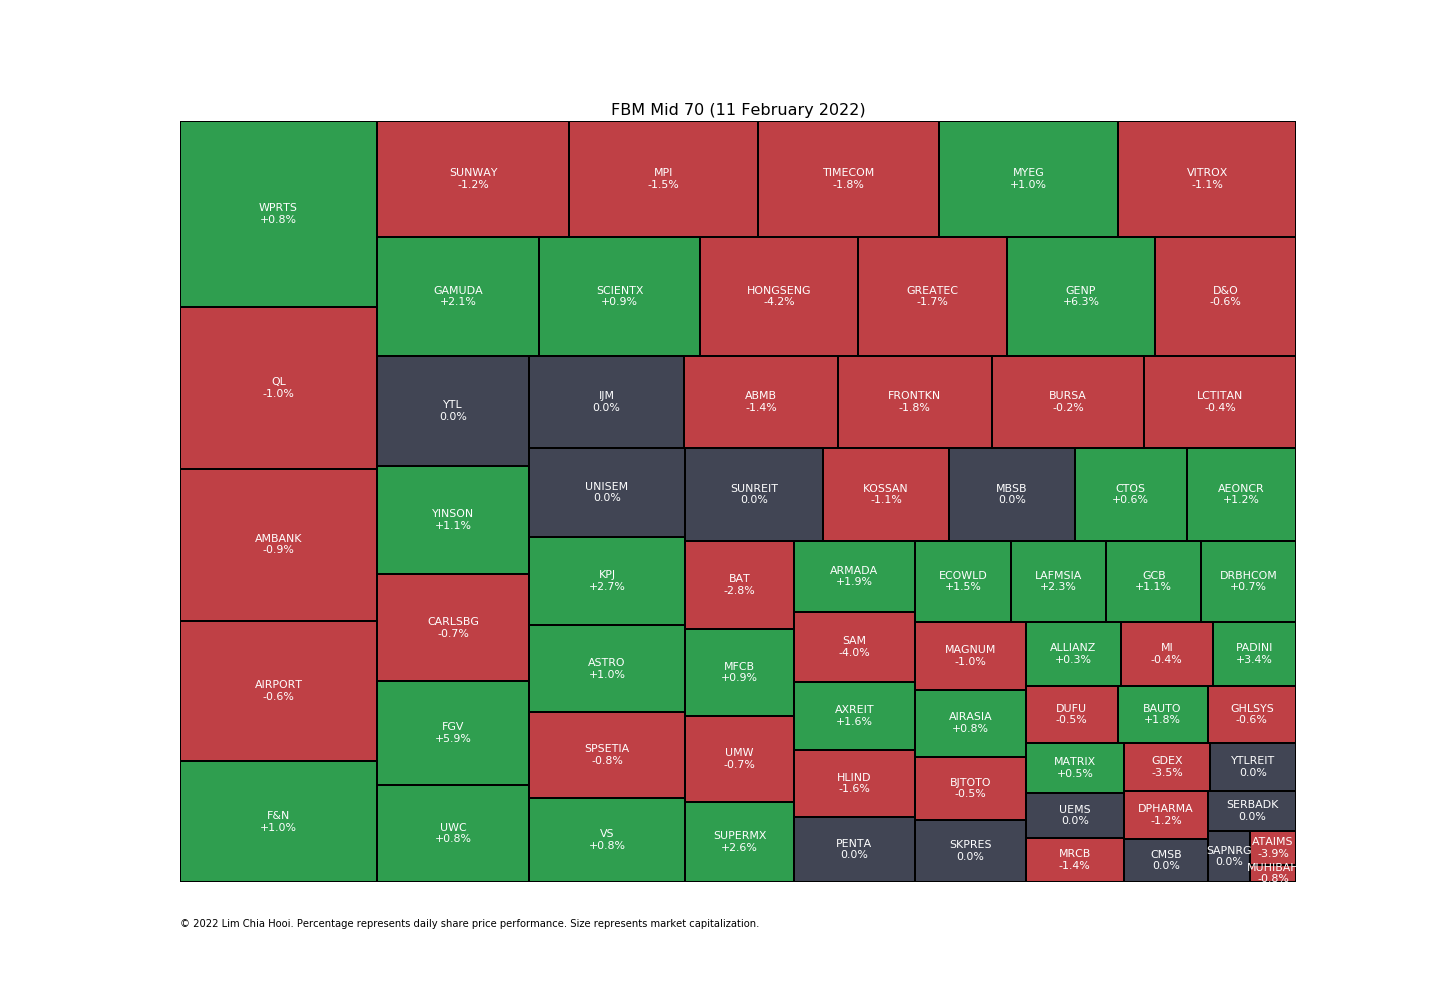 FBM Mid 70 (11 February 2022)
WPRTS
+0.8%
QL
-1.0%
AMBANK
-0.9%
AIRPORT
-0.6%
F&N
+1.0%
SUNWAY
-1.2%
MPI
-1.5%
TIMECOM
-1.8%
MYEG
+1.0%
VITROX
-1.1%
GAMUDA
+2.1%
SCIENTX
+0.9%
HONGSENG
-4.2%
GREATEC
-1.7%
GENP
+6.3%
D&O
-0.6%
YTL
0.0%
YINSON
+1.1%
CARLSBG
-0.7%
FGV
+5.9%
UWC
+0.8%
IJM
0.0%
ABMB
-1.4%
FRONTKN
-1.8%
BURSA
-0.2%
LCTITAN
-0.4%
UNISEM
0.0%
KPJ
+2.7%
ASTRO
+1.0%
SPSETIA
-0.8%
VS
+0.8%
SUNREIT
0.0%
KOSSAN
-1.1%
MBSB
0.0%
CTOS
+0.6%
AEONCR
+1.2%
BAT
-2.8%
MFCB
+0.9%
UMW
-0.7%
SUPERMX
+2.6%
ARMADA
+1.9%
SAM
-4.0%
AXREIT
+1.6%
HLIND
-1.6%
PENTA
0.0%
ECOWLD
+1.5%
LAFMSIA
+2.3%
GCB
+1.1%
DRBHCOM
+0.7%
MAGNUM
-1.0%
AIRASIA
+0.8%
BJTOTO
-0.5%
SKPRES
0.0%
ALLIANZ
+0.3%
MI
-0.4%
PADINI
+3.4%
DUFU
-0.5%
BAUTO
+1.8%
GHLSYS
-0.6%
MATRIX
+0.5%
UEMS
0.0%
MRCB
-1.4%
GDEX
-3.5%
YTLREIT
0.0%
DPHARMA
-1.2%
CMSB
0.0%
SERBADK
0.0%
SAPNRG
0.0%
ATAIMS
-3.9%
MUHIBAH
-0.8%
© 2022 Lim Chia Hooi. Percentage represents daily share price performance. Size represents market capitalization.